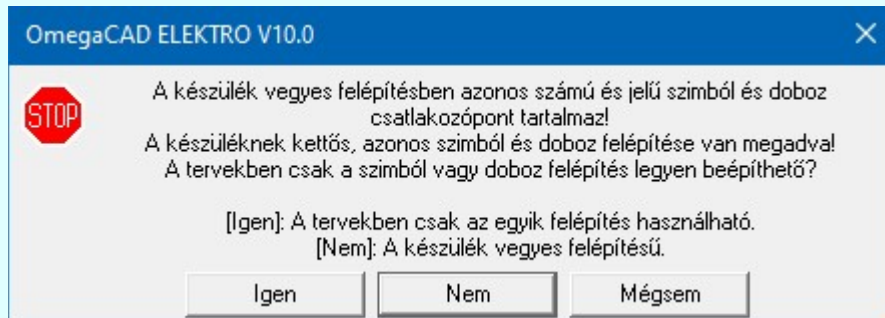 OmegaCAD ELEKTRO V10.0
STOP
A készülék vegyes felépítésben azonos számú és jelű szimból és doboz
csatlakozópont tartalmaz!
A készüléknek kettős, azonos szimból és doboz felépítése van megadva!
A tervekben csak a szimból vagy doboz felépítés legyen beépíthető?
[Igen]: A tervekben csak az egyik felépítés használható.
[Nem]: A készülék vegyes felépítésű.
Igen
Nem
Mégsem